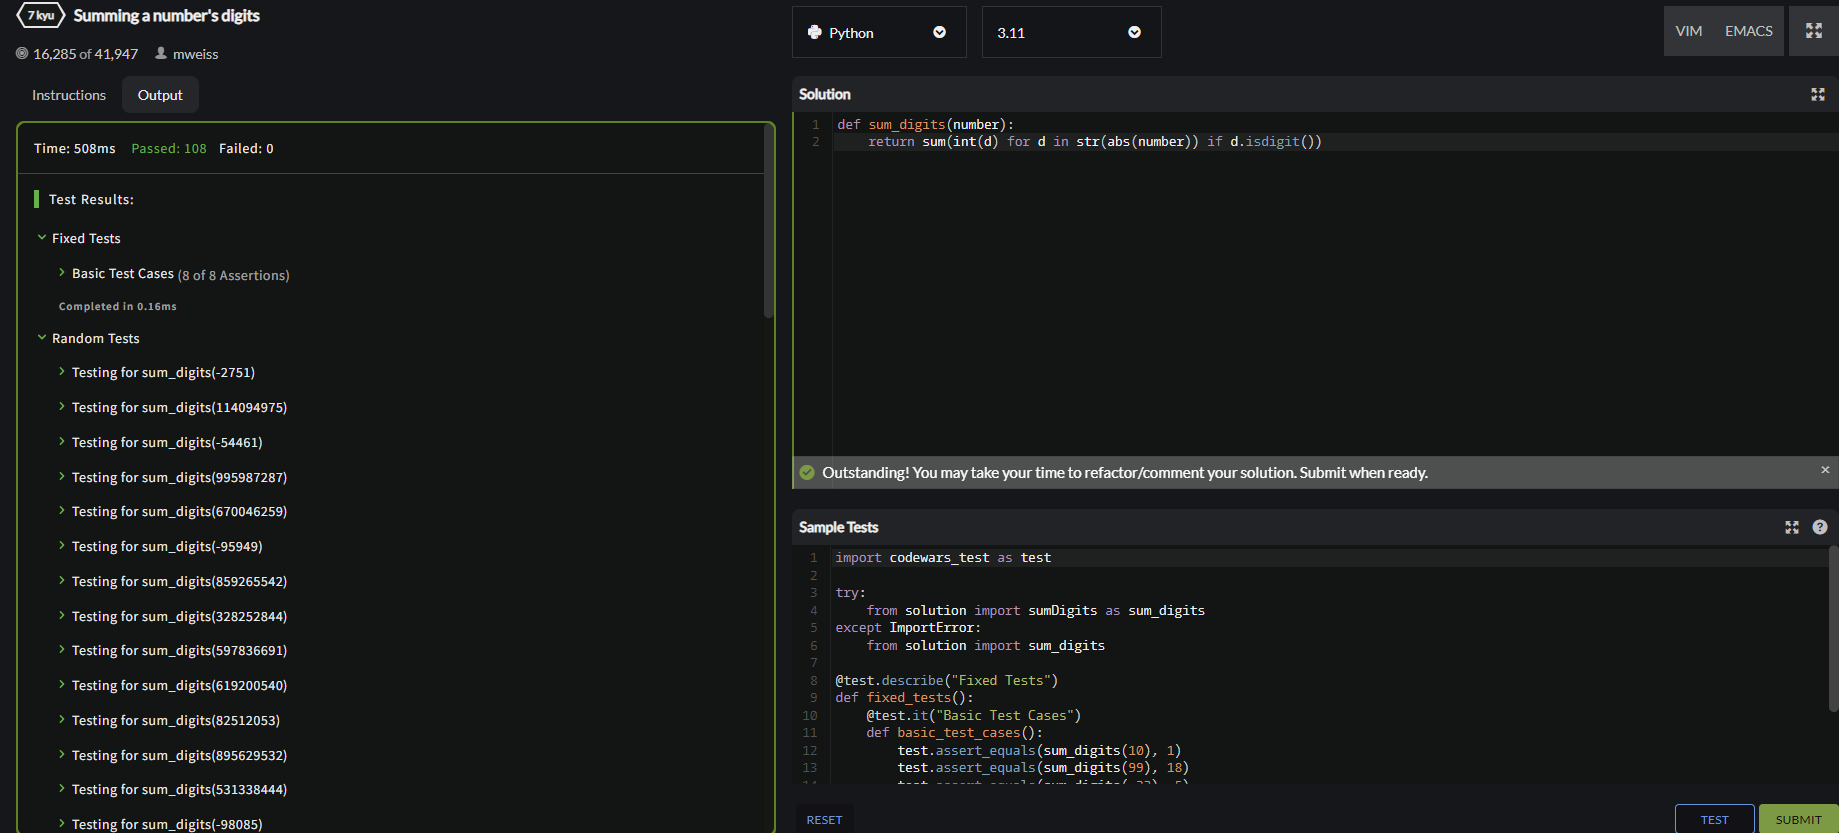 7 kyu Summing a number's digits
16,285 of 41,947 mweiss
Instructions Output
Time: 508ms Passed: 108 Failed: 0
Test Results:
Fixed Tests
Basic Test Cases (8 of 8 Assertions)
Completed in 0.16ms
Random Tests
Testing for sum_digits(-2751)
Testing for sum_digits(114094975)
Testing for sum_digits(-54461)
Testing for sum_digits(995987287)
Testing for sum_digits(670046259)
Testing for sum_digits(-95949)
Testing for sum_digits(859265542)
Testing for sum_digits(328252844)
Testing for sum_digits(597836691)
Testing for sum_digits(619200540)
Testing for sum_digits(82512053)
Testing for sum_digits(895629532)
Testing for sum_digits(531338444)
Testing for sum_digits(-98085)
Python 3.11 VIM EMACS
Solution
1 def sum_digits(number):
2     return sum(int(d) for d in str(abs(number)) if d.isdigit())
Outstanding! You may take your time to refactor/comment your solution. Submit when ready. ×
Sample Tests ?
1 import codewars_test as test
2
3 try:
4     from solution import sumDigits as sum_digits
5 except ImportError:
6     from solution import sum_digits
7
8 @test.describe("Fixed Tests")
9 def fixed_tests():
10     @test.it("Basic Test Cases")
11     def basic_test_cases():
12         test.assert_equals(sum_digits(10), 1)
13         test.assert_equals(sum_digits(99), 18)
RESET TEST SUBMIT